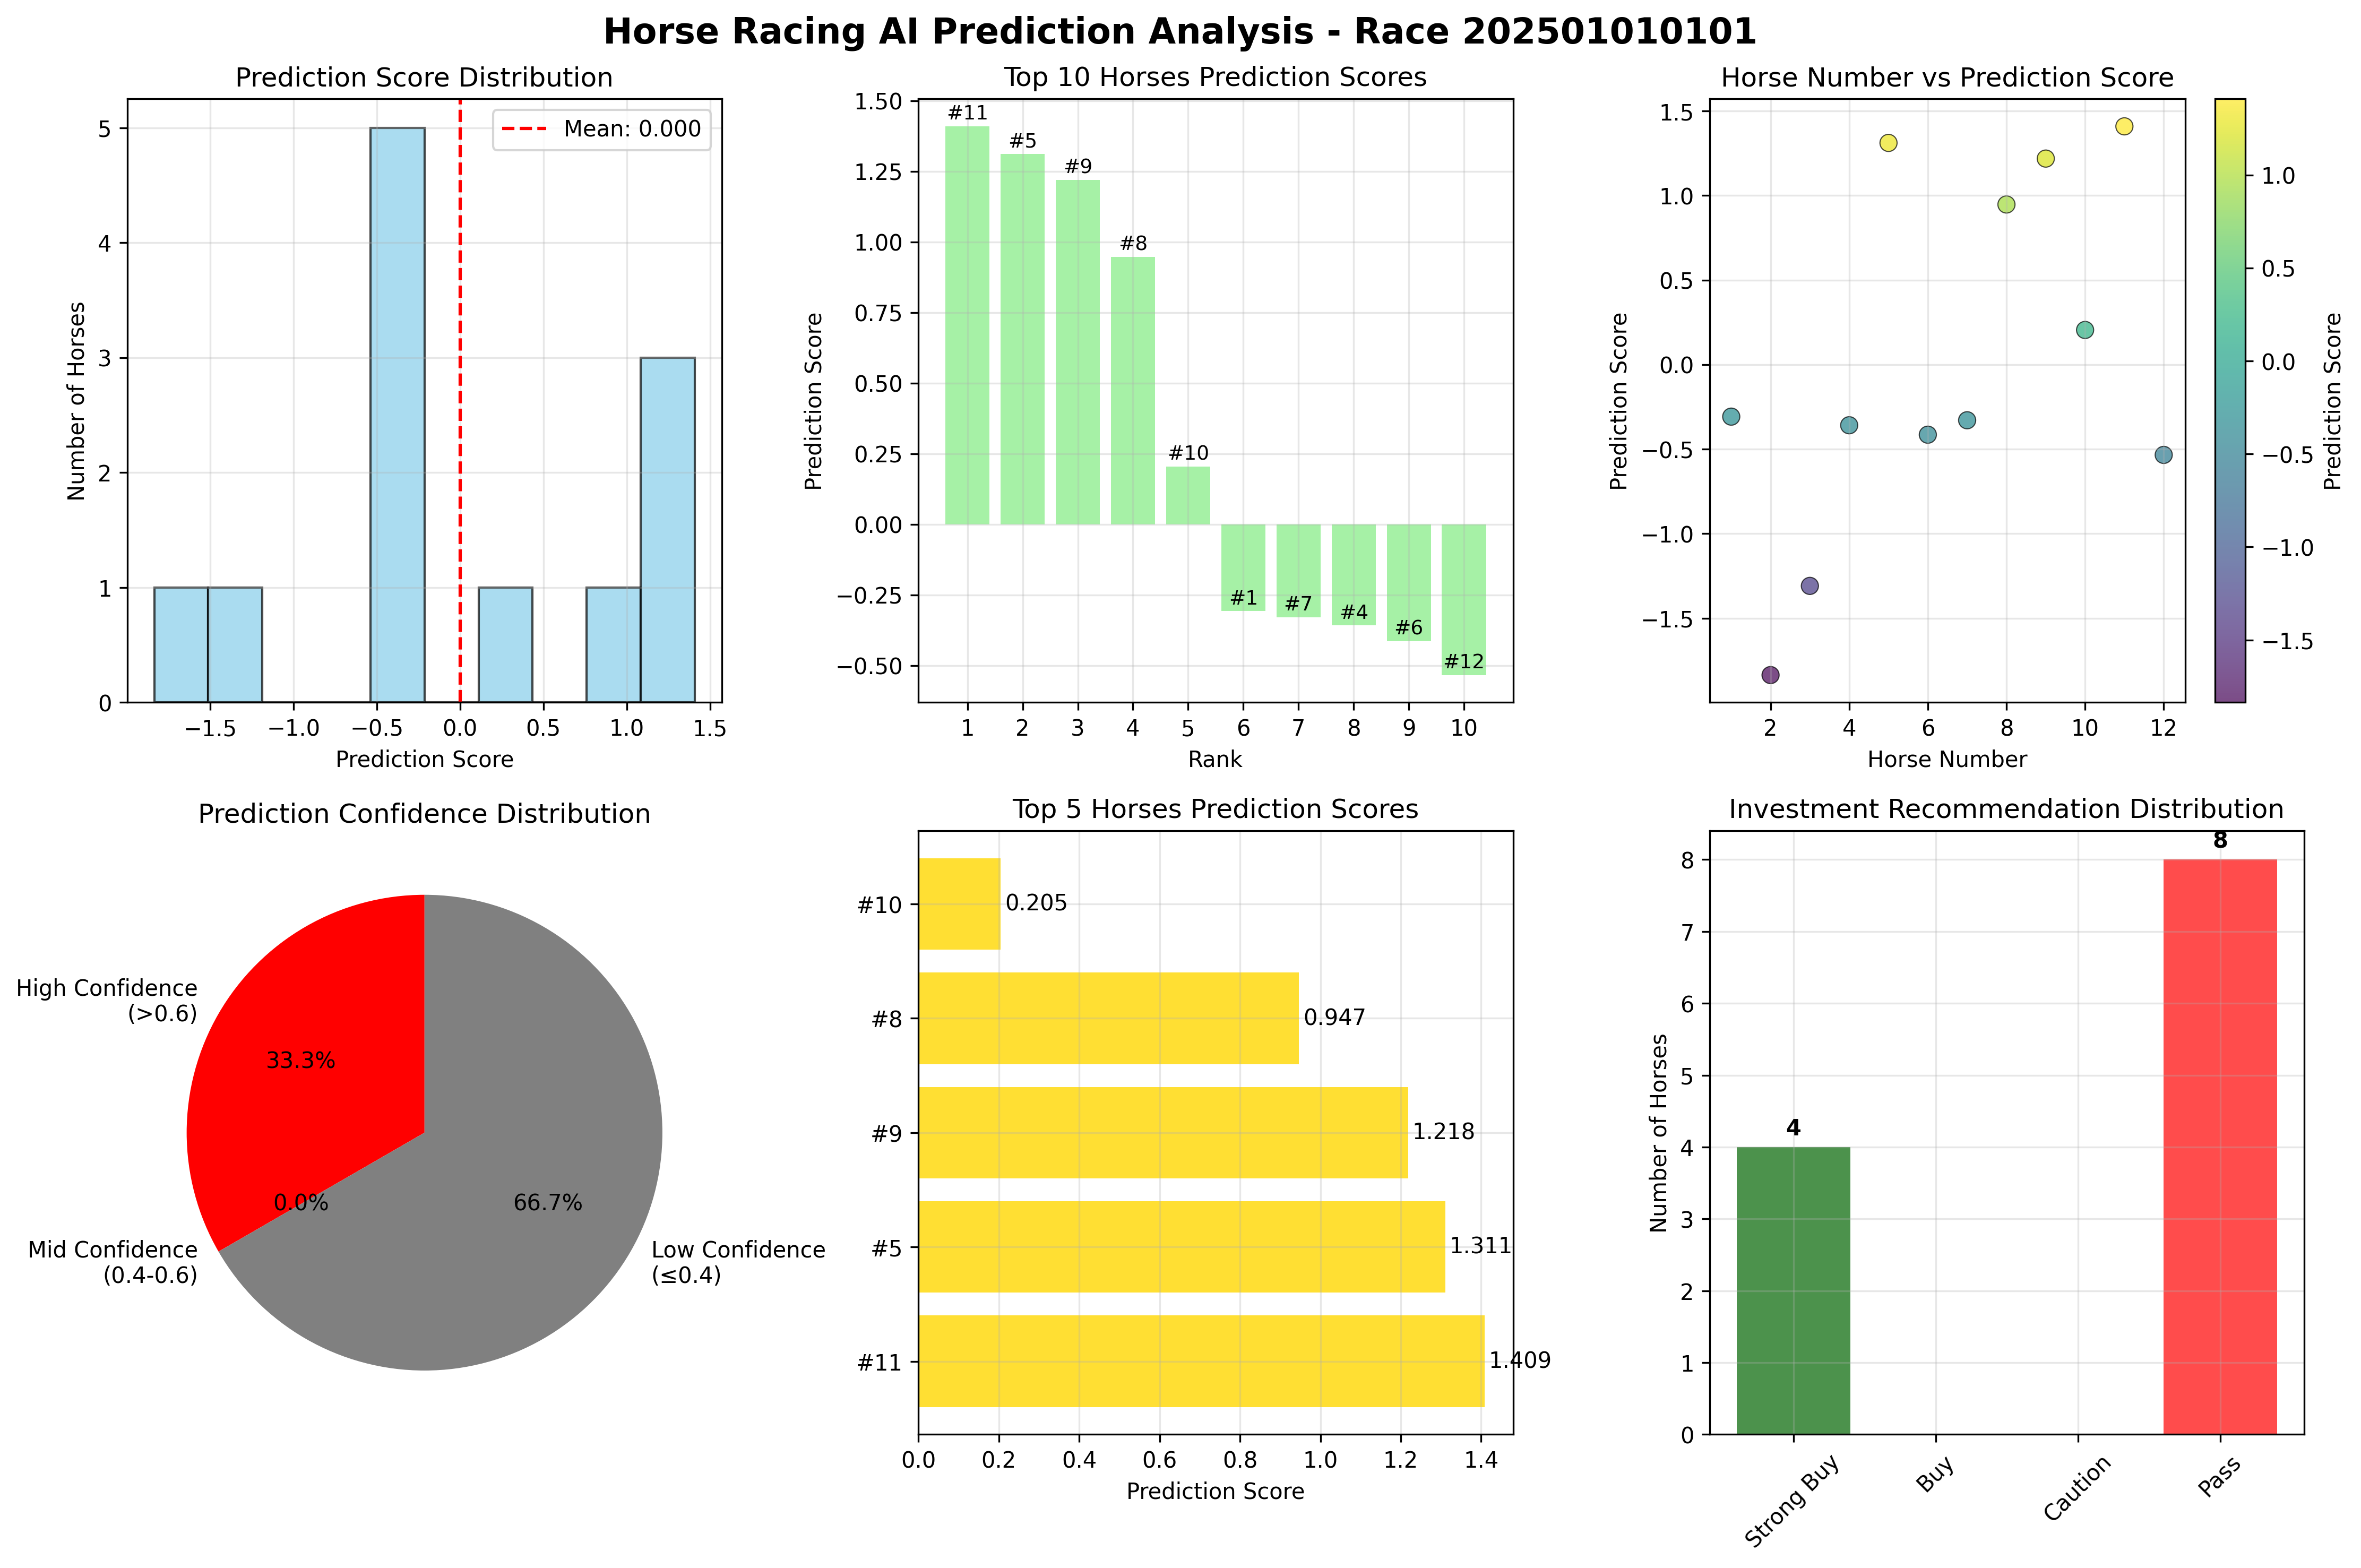 Horse Racing AI Prediction Analysis - Race 202501010101
Prediction Score Distribution
Mean: 0.000
5
4
3
2
1
0
Number of Horses
−1.5 −1.0 −0.5 0.0 0.5 1.0 1.5
Prediction Score
Top 10 Horses Prediction Scores
1.50
1.25
1.00
0.75
0.50
0.25
0.00
−0.25
−0.50
Prediction Score
#11
#5
#9
#8
#10
#1
#7
#4
#6
#12
1 2 3 4 5 6 7 8 9 10
Rank
Horse Number vs Prediction Score
1.5
1.0
0.5
0.0
−0.5
−1.0
−1.5
Prediction Score
2 4 6 8 10 12
Horse Number
1.0
0.5
0.0
−0.5
−1.0
−1.5
Prediction Score
Prediction Confidence Distribution
High Confidence
(>0.6)
33.3%
0.0%
66.7%
Mid Confidence
(0.4-0.6)
Low Confidence
(≤0.4)
Top 5 Horses Prediction Scores
#10
0.205
#8
0.947
#9
1.218
#5
1.311
#11
1.409
0.0 0.2 0.4 0.6 0.8 1.0 1.2 1.4
Prediction Score
Investment Recommendation Distribution
8
7
6
5
4
3
2
1
0
Number of Horses
4
8
Strong Buy
Buy
Caution
Pass